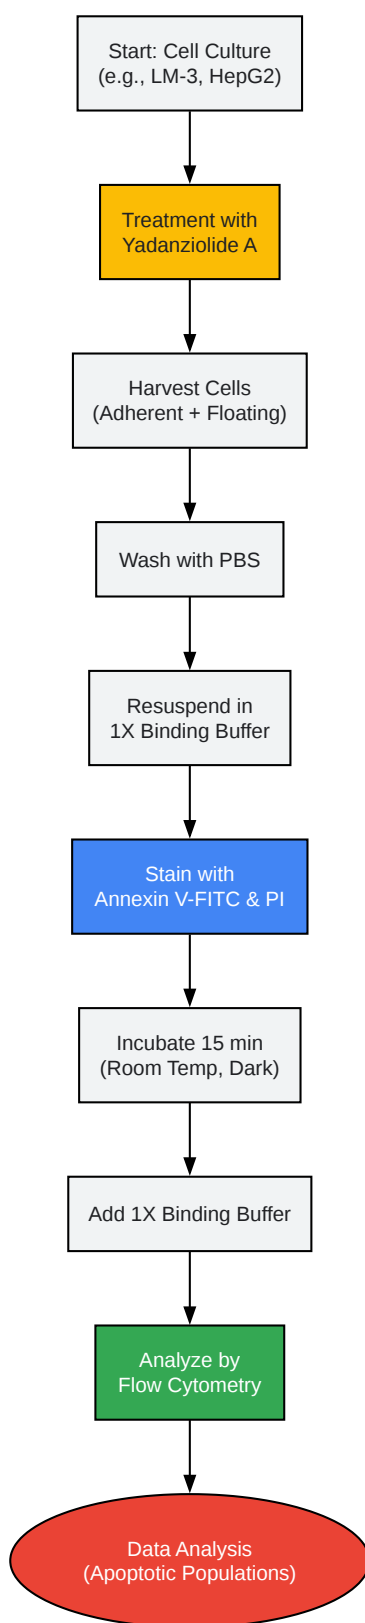 Start: Cell Culture
(e.g., LM-3, HepG2)
Treatment with
Yadanziolide A
Harvest Cells
(Adherent + Floating)
Wash with PBS
Resuspend in
1X Binding Buffer
Stain with
Annexin V-FITC & PI
Incubate 15 min
(Room Temp, Dark)
Add 1X Binding Buffer
Analyze by
Flow Cytometry
Data Analysis
(Apoptotic Populations)